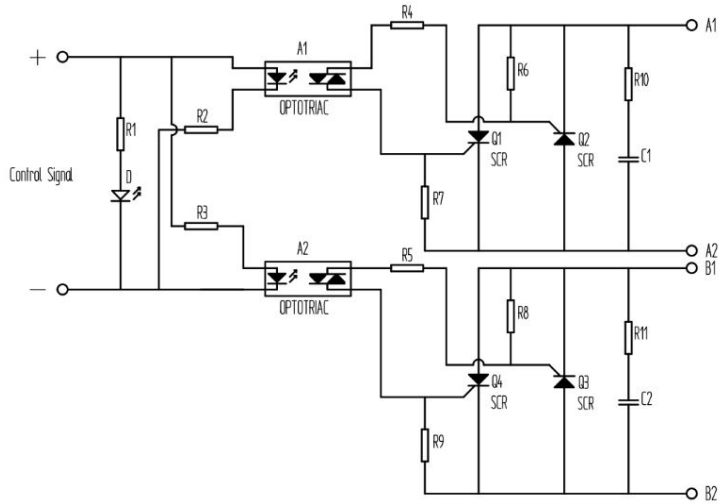 R4
A1
A1
+
R6
R10
OPTOTRIAC
R1
R2
Q1
SCR
Q2
SCR
C1
Control Signal
D
R7
R3
A2
R5
A2
B1
−
OPTOTRIAC
R8
R11
Q4
SCR
Q3
SCR
C2
R9
B2